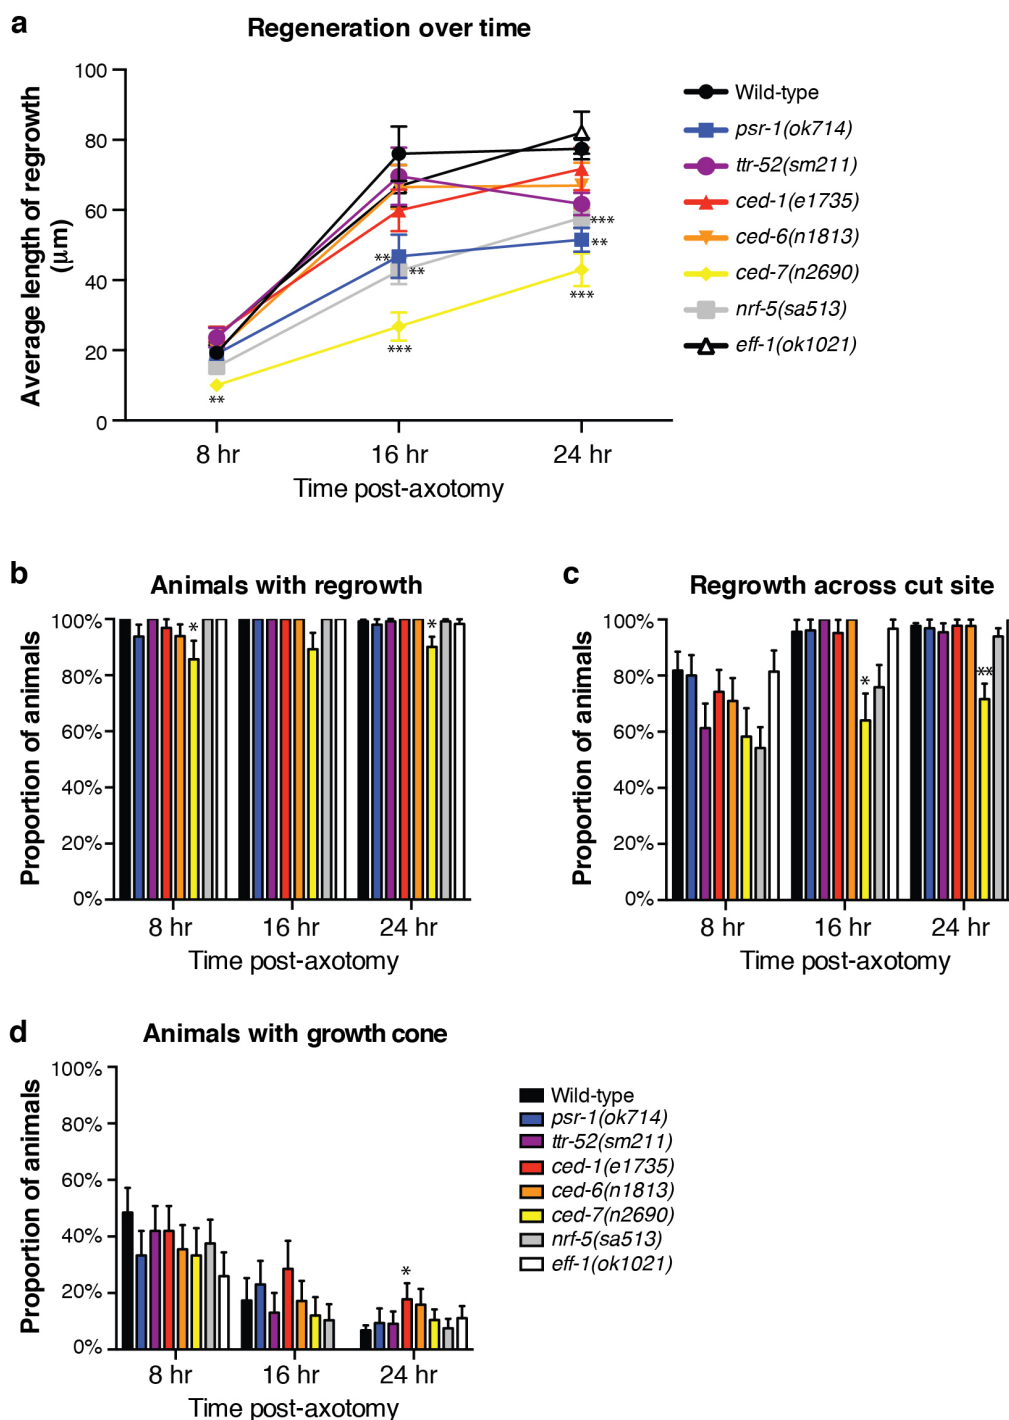 a
Regeneration over time
Average length of regrowth
(µm)
100
80
60
40
20
0
**
**
**
***
***
**
***
8 hr
16 hr
24 hr
Time post-axotomy
Wild-type
psr-1(ok714)
ttr-52(sm211)
ced-1(e1735)
ced-6(n1813)
ced-7(n2690)
nrf-5(sa513)
eff-1(ok1021)
b
Animals with regrowth
Proportion of animals
100%
80%
60%
40%
20%
0%
*
*
8 hr
16 hr
24 hr
Time post-axotomy
c
Regrowth across cut site
Proportion of animals
100%
80%
60%
40%
20%
0%
*
**
8 hr
16 hr
24 hr
Time post-axotomy
d
Animals with growth cone
Proportion of animals
100%
80%
60%
40%
20%
0%
*
8 hr
16 hr
24 hr
Time post-axotomy
Wild-type
psr-1(ok714)
ttr-52(sm211)
ced-1(e1735)
ced-6(n1813)
ced-7(n2690)
nrf-5(sa513)
eff-1(ok1021)